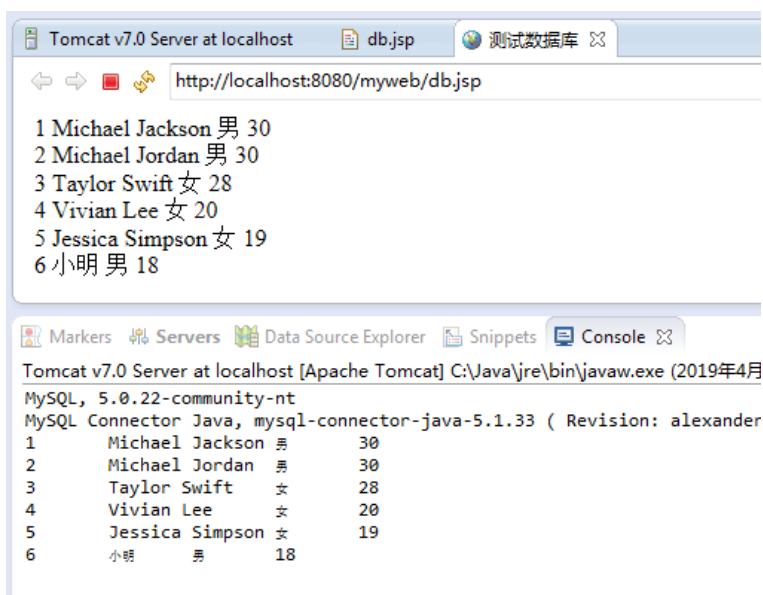 Tomcat v7.0 Server at localhost db.jsp 测试数据库
http://localhost:8080/myweb/db.jsp
1 Michael Jackson 男 30
2 Michael Jordan 男 30
3 Taylor Swift 女 28
4 Vivian Lee 女 20
5 Jessica Simpson 女 19
6 小明 男 18
Markers Servers Data Source Explorer Snippets Console
Tomcat v7.0 Server at localhost [Apache Tomcat] C:\Java\jre\bin\javaw.exe (2019年4月
MySQL, 5.0.22-community-nt
MySQL Connector Java, mysql-connector-java-5.1.33 ( Revision: alexander
1 Michael Jackson 男 30
2 Michael Jordan 男 30
3 Taylor Swift 女 28
4 Vivian Lee 女 20
5 Jessica Simpson 女 19
6 小明 男 18